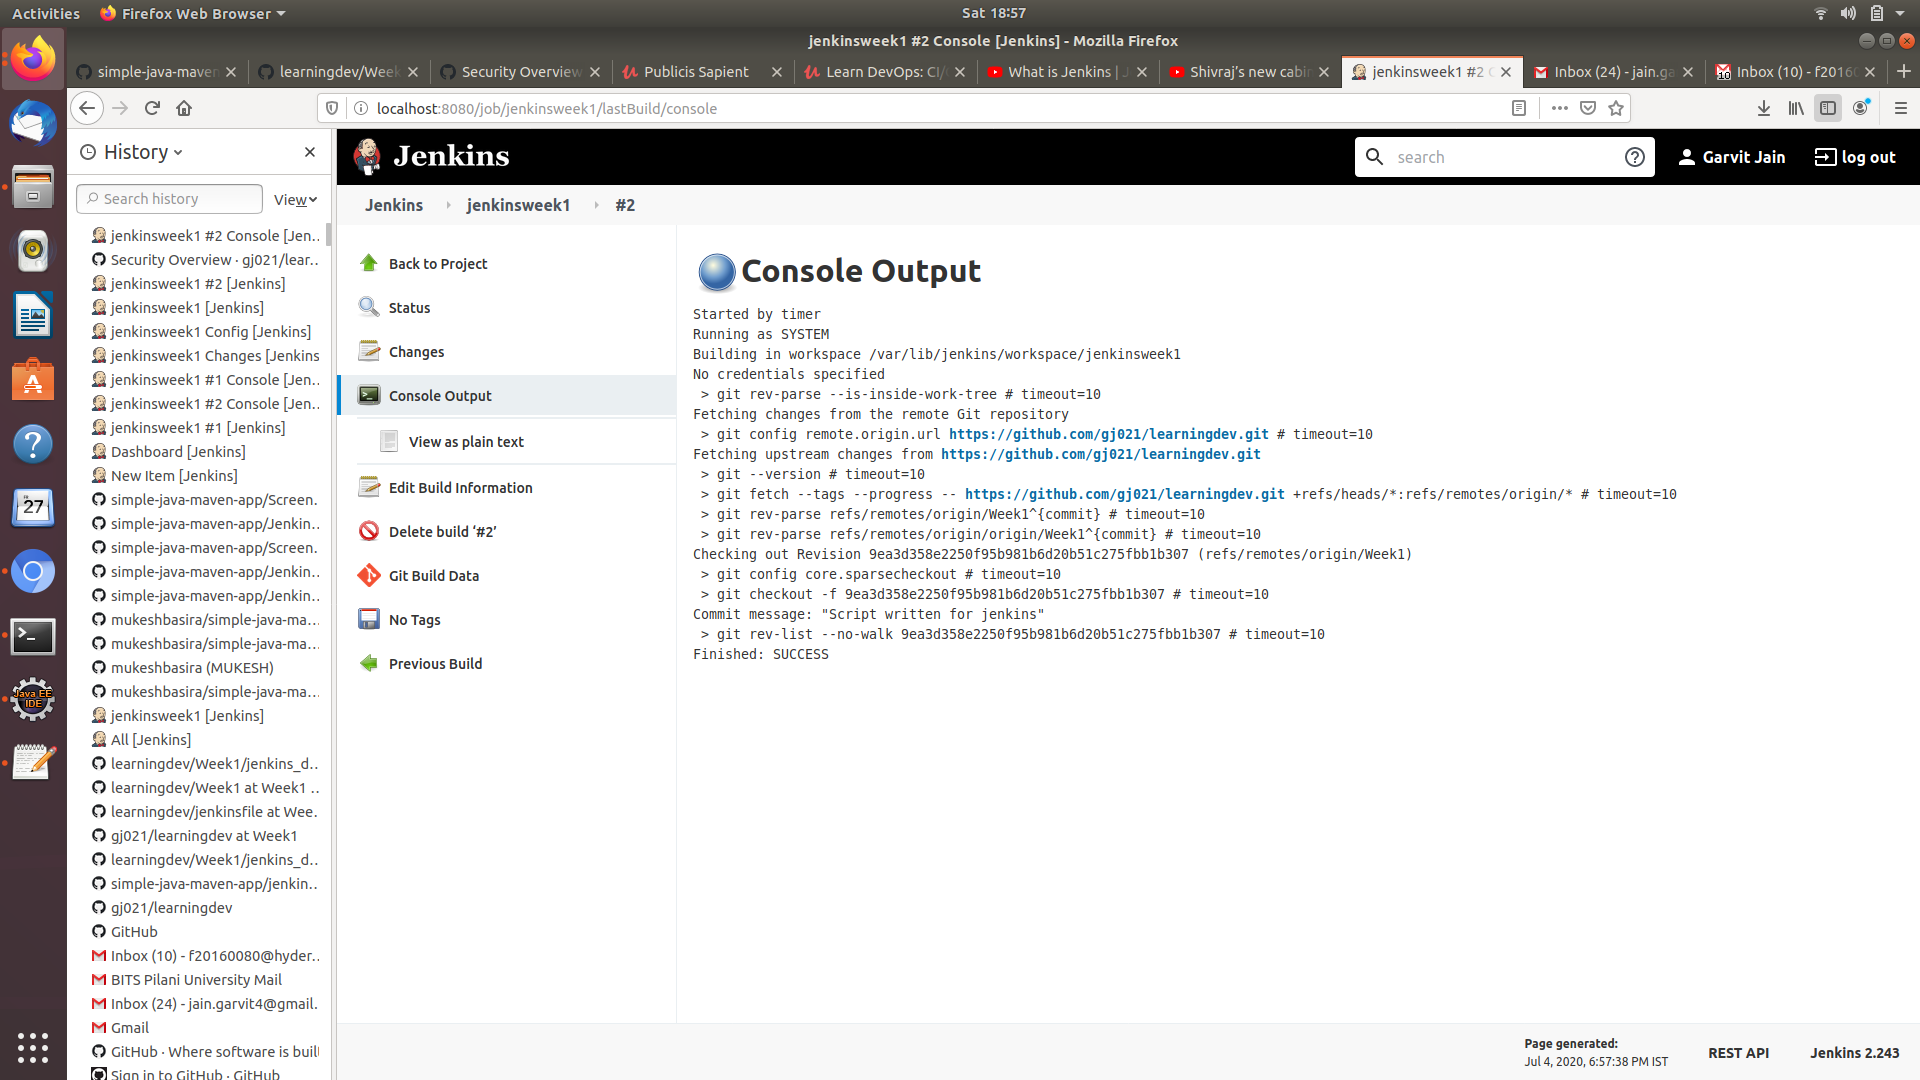 Activities
Firefox Web Browser
Sat 18:57
jenkinsweek1 #2 Console [Jenkins] - Mozilla Firefox
simple-java-maven
learningdev/Week
Security Overview
Publicis Sapient
Learn DevOps: CI/
What is Jenkins | J
Shivraj's new cabin
jenkinsweek1 #2 C
Inbox (24) - jain.ga
Inbox (10) - f2016
localhost:8080/job/jenkinsweek1/lastBuild/console
History
Search history
View
jenkinsweek1 #2 Console [Jen...
Security Overview · gj021/lear...
jenkinsweek1 #2 [Jenkins]
jenkinsweek1 [Jenkins]
jenkinsweek1 Config [Jenkins]
jenkinsweek1 Changes [Jenkins
jenkinsweek1 #1 Console [Jen...
jenkinsweek1 #2 Console [Jen...
jenkinsweek1 #1 [Jenkins]
Dashboard [Jenkins]
New Item [Jenkins]
simple-java-maven-app/Screen...
simple-java-maven-app/Jenkin...
simple-java-maven-app/Screen...
simple-java-maven-app/Jenkin...
simple-java-maven-app/Jenkin...
mukeshbasira/simple-java-ma...
mukeshbasira/simple-java-ma...
mukeshbasira (MUKESH)
mukeshbasira/simple-java-ma...
jenkinsweek1 [Jenkins]
All [Jenkins]
learningdev/Week1/jenkins_d...
learningdev/Week1 at Week1 ...
learningdev/jenkinsfile at Wee...
gj021/learningdev at Week1
learningdev/Week1/jenkins_d...
simple-java-maven-app/jenkin...
gj021/learningdev
GitHub
Inbox (10) - f20160080@hyder...
BITS Pilani University Mail
Inbox (24) - jain.garvit4@gmail.
Gmail
GitHub · Where software is buil
Sign in to GitHub · GitHub
27
Java EE
IDE
Jenkins
search
Garvit Jain
log out
Jenkins
jenkinsweek1
#2
Back to Project
Status
Changes
Console Output
View as plain text
Edit Build Information
Delete build ‘#2’
Git Build Data
No Tags
Previous Build
Console Output
Started by timer
Running as SYSTEM
Building in workspace /var/lib/jenkins/workspace/jenkinsweek1
No credentials specified
> git rev-parse --is-inside-work-tree # timeout=10
Fetching changes from the remote Git repository
> git config remote.origin.url https://github.com/gj021/learningdev.git # timeout=10
Fetching upstream changes from https://github.com/gj021/learningdev.git
> git --version # timeout=10
> git fetch --tags --progress -- https://github.com/gj021/learningdev.git +refs/heads/*:refs/remotes/origin/* # timeout=10
> git rev-parse refs/remotes/origin/Week1^{commit} # timeout=10
> git rev-parse refs/remotes/origin/origin/Week1^{commit} # timeout=10
Checking out Revision 9ea3d358e2250f95b981b6d20b51c275fbb1b307 (refs/remotes/origin/Week1)
> git config core.sparsecheckout # timeout=10
> git checkout -f 9ea3d358e2250f95b981b6d20b51c275fbb1b307 # timeout=10
Commit message: "Script written for jenkins"
> git rev-list --no-walk 9ea3d358e2250f95b981b6d20b51c275fbb1b307 # timeout=10
Finished: SUCCESS
Page generated:
Jul 4, 2020, 6:57:38 PM IST
REST API
Jenkins 2.243